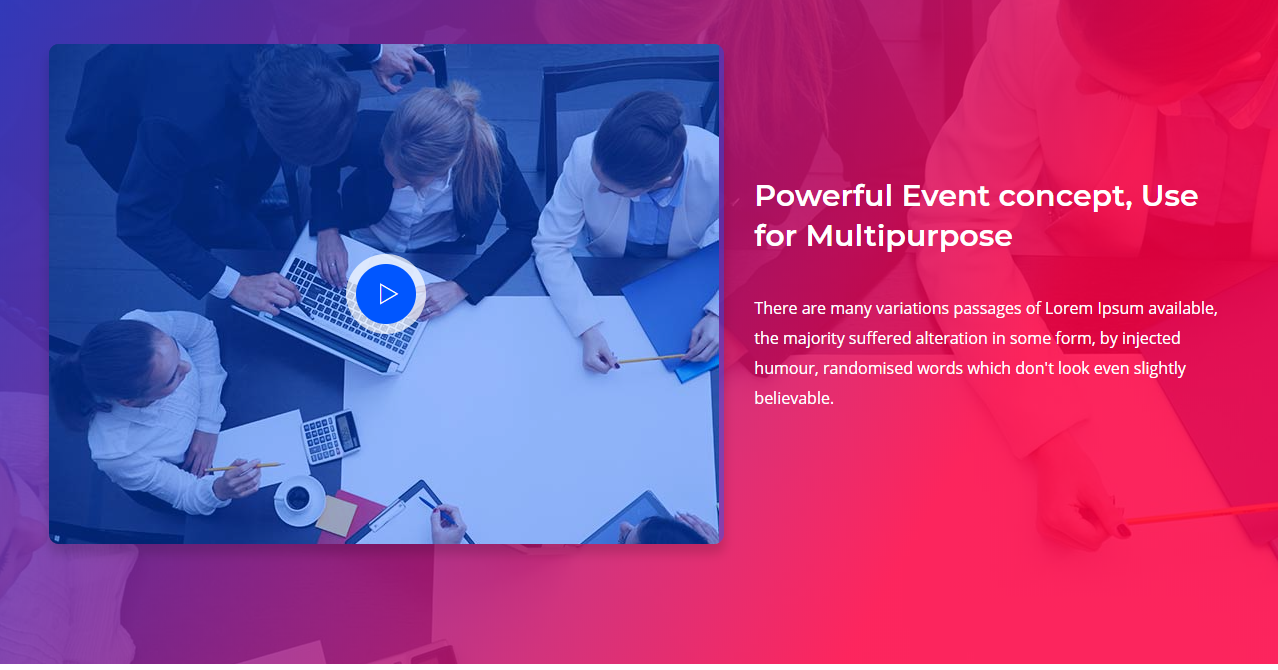 Powerful Event concept, Use
for Multipurpose
There are many variations passages of Lorem Ipsum available,
the majority suffered alteration in some form, by injected
humour, randomised words which don't look even slightly
believable.